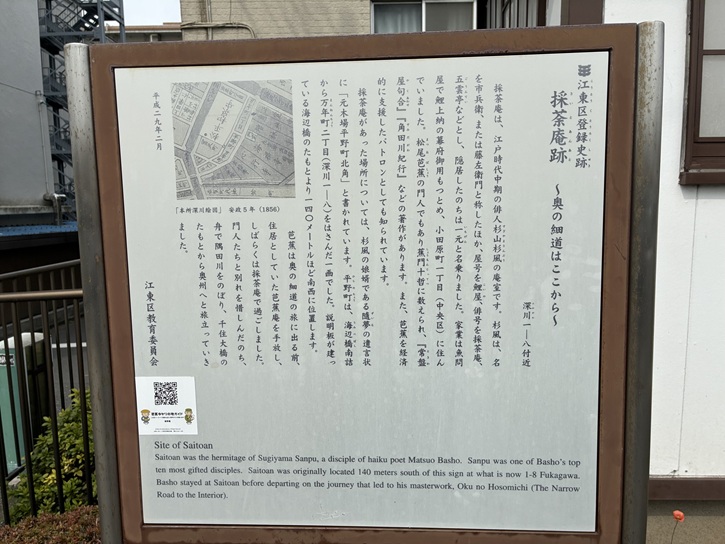 江東区登録史跡
採茶庵跡 ～奥の細道はここから～
深川一―八付近
採茶庵は、江戸時代中期の俳人杉山杉風の庵室です。杉風は、名
を市兵衛、または藤左衛門と称したほか、屋号を鯉屋、俳号を採茶庵、
五雲亭などとし、隠居したのちは一元と名乗りました。家業は魚問
屋で鯉上納の幕府御用もつとめ、小田原町一丁目（中央区）に住ん
でいました。松尾芭蕉の門人でもあり蕉門十哲に数えられ、『常盤
屋句合』『角田川紀行』などの著作があります。また、芭蕉を経済
的に支援したパトロンとしても知られています。
採茶庵があった場所については、杉風の娘婿である随夢の遺言状
に「元木場平野町北角」と書かれています。平野町は、海辺橋南詰
から万年町二丁目（深川一―八）をはさんだ一画でした。説明板が建っ
ている海辺橋のたもとより一四〇メートルほど南西に位置します。
芭蕉は奥の細道の旅に出る前、
住居としていた芭蕉庵を手放し、
しばらくは採茶庵で過ごしました。
門人たちと別れを惜しんだのち、
舟で隅田川をのぼり、千住大橋の
たもとから奥州へと旅立っていき
ました。
江東区教育委員会
平成二九年二月
「本所深川絵図」 安政5年（1856）
Site of Saitoan
Saitoan was the hermitage of Sugiyama Sanpu, a disciple of haiku poet Matsuo Basho. Sanpu was one of Basho's top
ten most gifted disciples. Saitoan was originally located 140 meters south of this sign at what is now 1-8 Fukagawa.
Basho stayed at Saitoan before departing on the journey that led to his masterwork, Oku no Hosomichi (The Narrow
Road to the Interior).